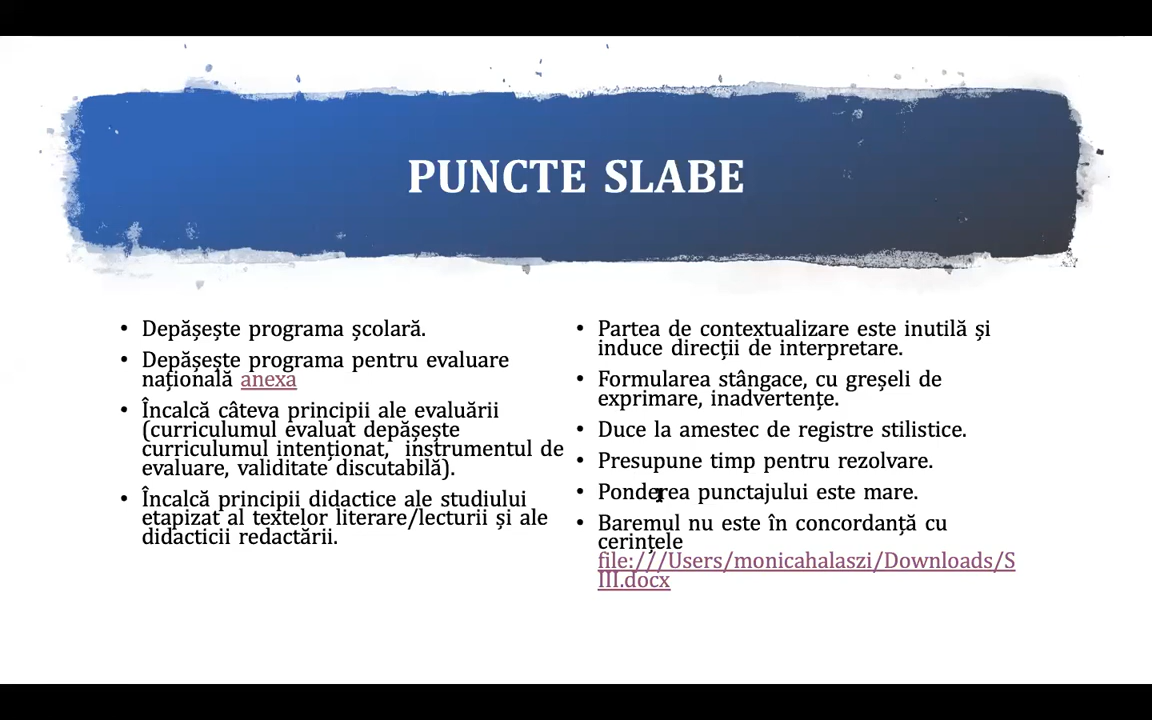 PUNCTE SLABE
• Depășește programa școlară.
• Depășește programa pentru evaluare
națională anexa
• Încalcă câteva principii ale evaluării
(curriculumul evaluat depășește
curriculumul intenționat,  instrumentul de
evaluare, validitate discutabilă).
• Încalcă principii didactice ale studiului
etapizat al textelor literare/lecturii și ale
didacticii redactării.
• Partea de contextualizare este inutilă și
induce direcții de interpretare.
• Formularea stângace, cu greșeli de
exprimare, inadvertențe.
• Duce la amestec de registre stilistice.
• Presupune timp pentru rezolvare.
• Ponderea punctajului este mare.
• Baremul nu este în concordanță cu
cerințele
file:///Users/monicahalaszi/Downloads/S
III.docx